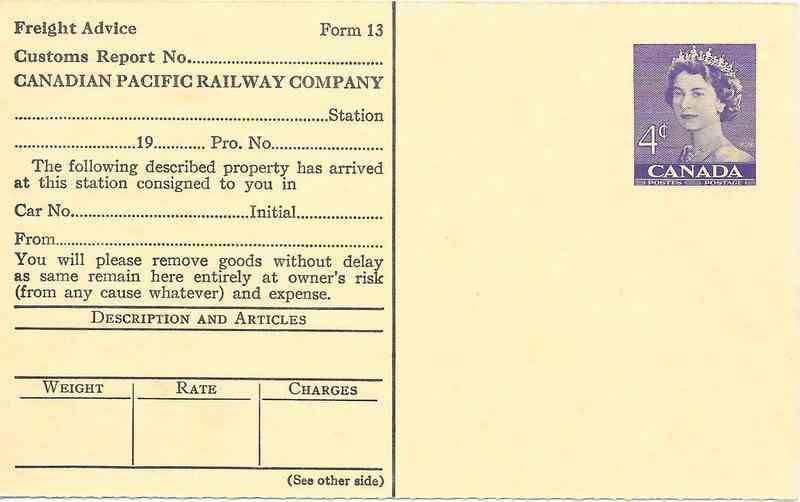 Freight Advice Form 13
Customs Report No.......................................
CANADIAN PACIFIC RAILWAY COMPANY
................................................................Station
.........................19........... Pro. No.......................
The following described property has arrived
at this station consigned to you in
Car No.....................................Initial..................
From...................................................................
You will please remove goods without delay
as same remain here entirely at owner's risk
(from any cause whatever) and expense.
DESCRIPTION AND ARTICLES
WEIGHT RATE CHARGES
(See other side)
4¢
CANADA
POSTES POSTAGE